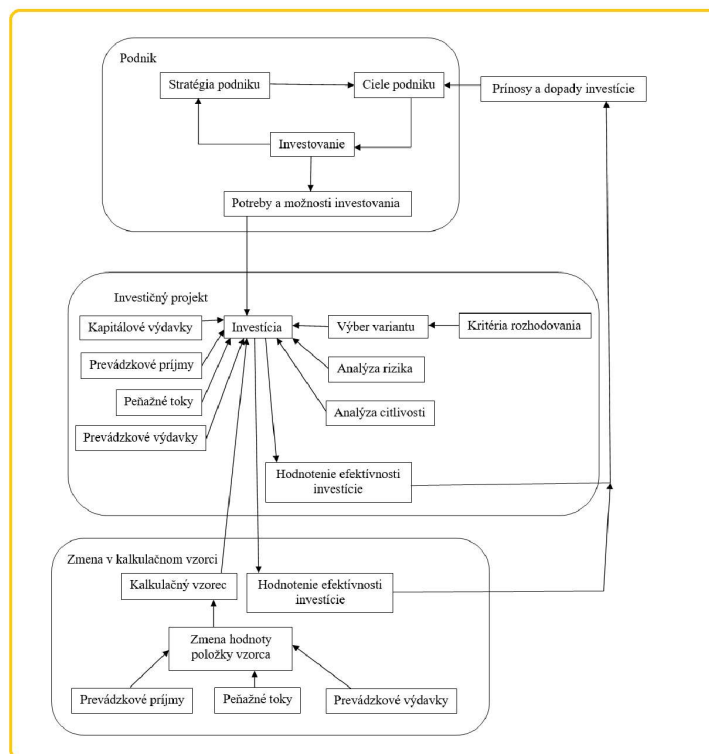 Podnik
Stratégia podniku
Ciele podniku
Prínosy a dopady investície
Investovanie
Potreby a možnosti investovania
Investičný projekt
Kapitálové výdavky
Investícia
Výber variantu
Kritéria rozhodovania
Prevádzkové príjmy
Analýza rizika
Peňažné toky
Analýza citlivosti
Prevádzkové výdavky
Hodnotenie efektívnosti
investície
Zmena v kalkulačnom vzorci
Kalkulačný vzorec
Hodnotenie efektívnosti
investície
Zmena hodnoty
položky vzorca
Prevádzkové príjmy
Peňažné toky
Prevádzkové výdavky